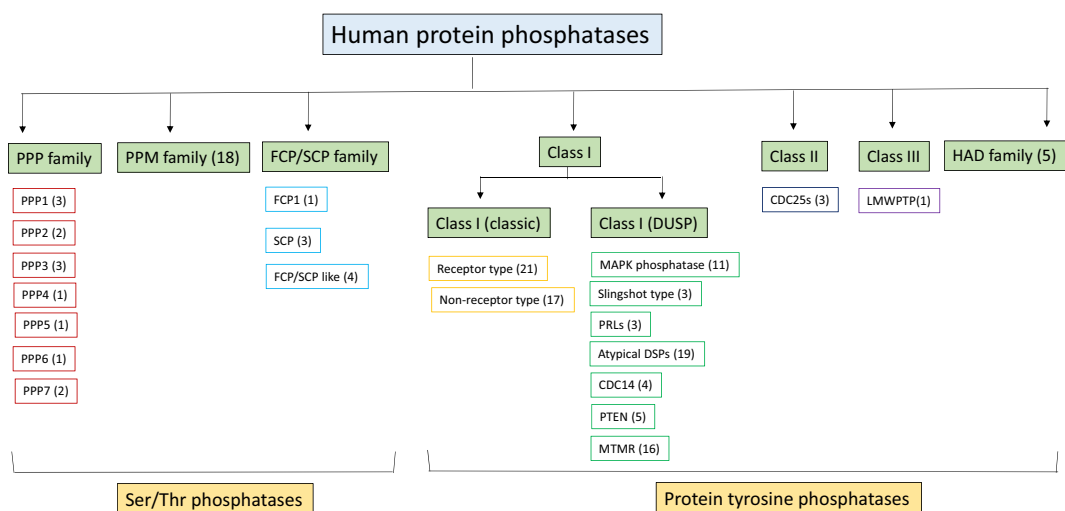 Human protein phosphatases
PPP family
PPM family (18)
FCP/SCP family
Class I
Class II
Class III
HAD family (5)
PPP1 (3)
PPP2 (2)
PPP3 (3)
PPP4 (1)
PPP5 (1)
PPP6 (1)
PPP7 (2)
FCP1 (1)
SCP (3)
FCP/SCP like (4)
Class I (classic)
Receptor type (21)
Non-receptor type (17)
Class I (DUSP)
MAPK phosphatase (11)
Slingshot type (3)
PRLs (3)
Atypical DSPs (19)
CDC14 (4)
PTEN (5)
MTMR (16)
CDC25s (3)
LMWPTP(1)
Ser/Thr phosphatases
Protein tyrosine phosphatases